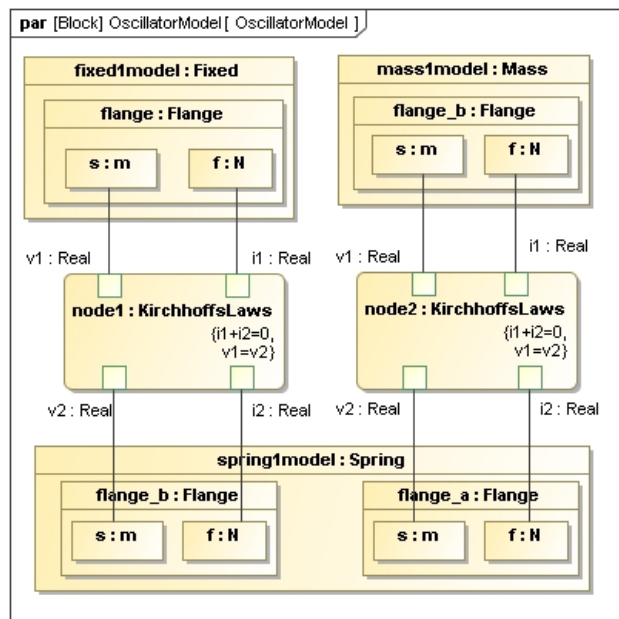 par [Block] OscillatorModel[ OscillatorModel ]
fixed1model : Fixed
flange : Flange
s : m
f : N
mass1model : Mass
flange_b : Flange
s : m
f : N
v1 : Real
i1 : Real
v1 : Real
i1 : Real
node1 : KirchhoffsLaws
{i1+i2=0,
v1=v2}
node2 : KirchhoffsLaws
{i1+i2=0,
v1=v2}
v2 : Real
i2 : Real
v2 : Real
i2 : Real
spring1model : Spring
flange_b : Flange
s : m
f : N
flange_a : Flange
s : m
f : N